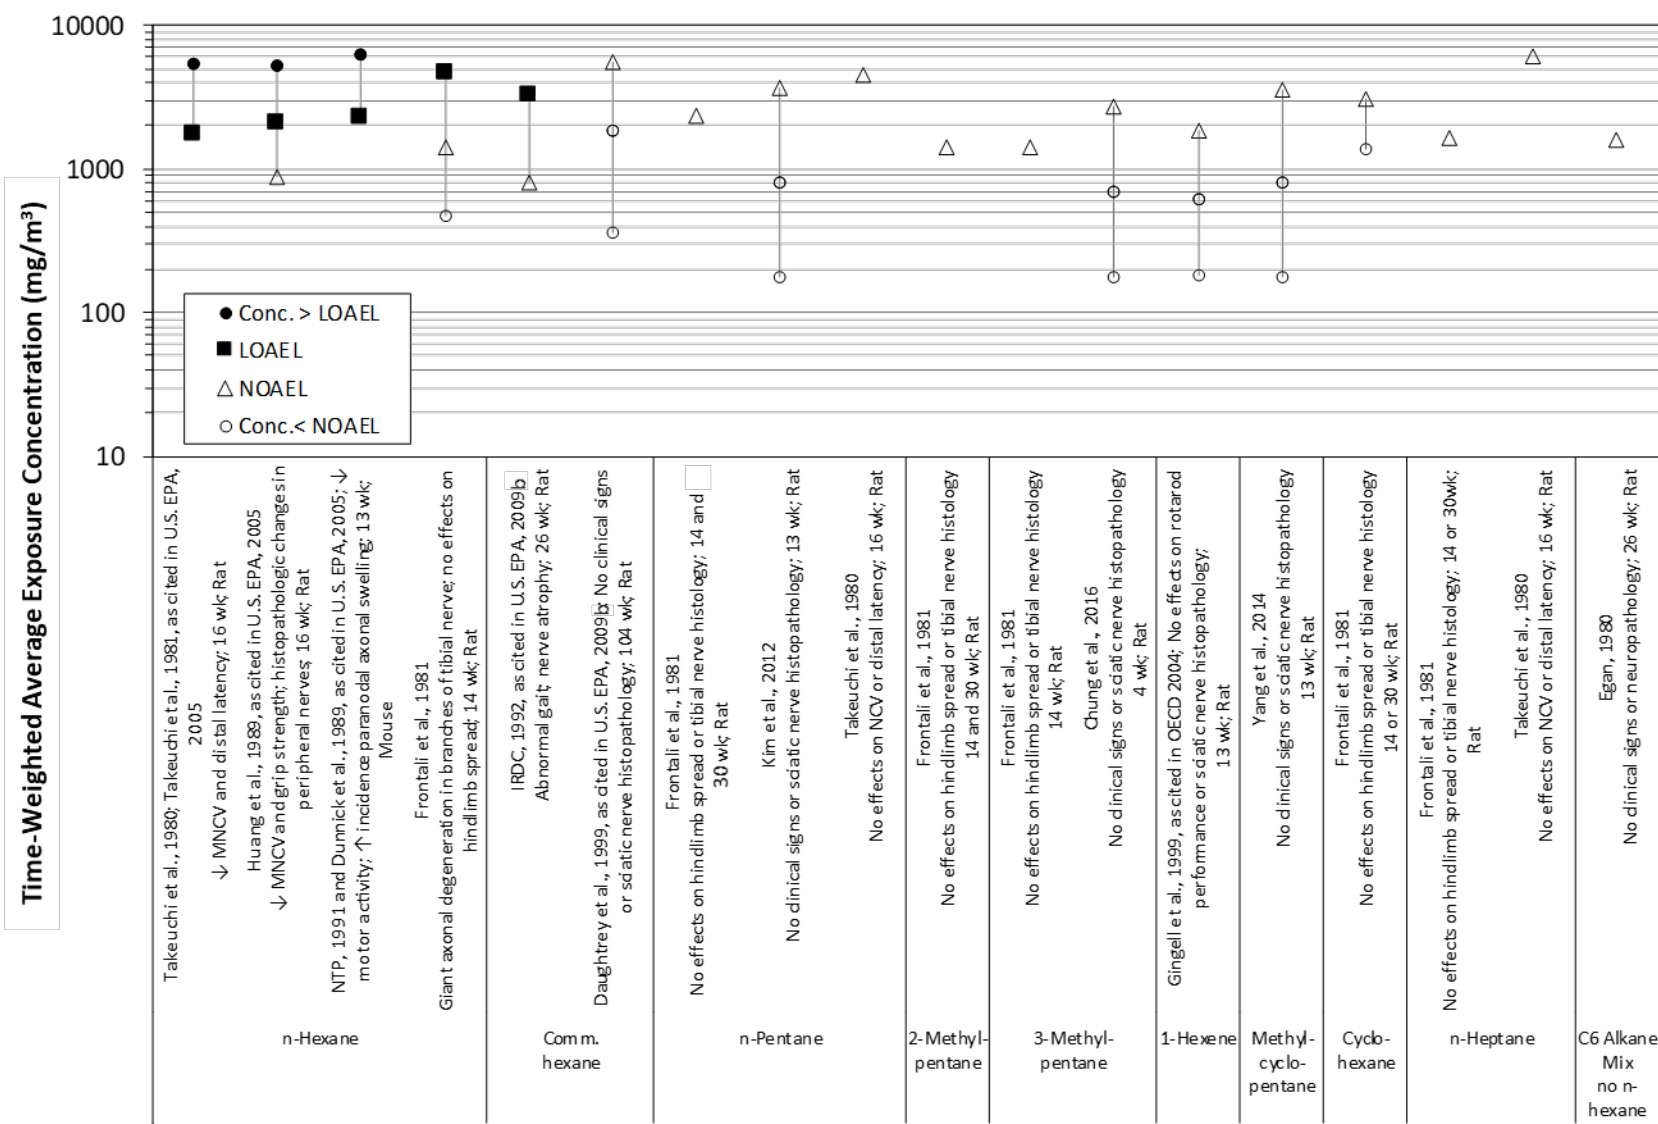 10000
1000
100
10
Time-Weighted Average Exposure Concentration (mg/m³)
Conc. > LOAEL
LOAEL
NOAEL
Conc.< NOAEL
Takeuchi et al., 1980; Takeuchi et al., 1981, as cited in U.S. EPA,
2005
↓ MNCV and distal latency; 16 wk; Rat
Huang et al., 1989, as cited in U.S. EPA, 2005
↓ MNCV and grip strength; histopathologic changes in
peripheral nerves, 16 wk; Rat
NTP, 1991 and Dunnick et al., 1989, as cited in U.S. EPA, 2005; ↓
motor activity; ↑ incidence paranodal axonal swelling; 13 wk;
Mouse
Frontali et al., 1981
Giant axonal degeneration in branches of tibial nerve; no effects on
hindlimb spread; 14 wk; Rat
IRDC, 1992, as cited in U.S. EPA, 2009b
Abnormal gait; nerve atrophy; 26 wk; Rat
Daughtrey et al., 1999, as cited in U.S. EPA, 2009b; No clinical signs
or sciatic nerve histopathology; 104 wk; Rat
Frontali et al., 1981
No effects on hindlimb spread or tibial nerve histology; 14 and
30 wk; Rat
Kim et al., 2012
No clinical signs or sciatic nerve histopathology; 13 wk; Rat
Takeuchi et al., 1980
No effects on NCV or distal latency; 16 wk; Rat
Frontali et al., 1981
14 and 30 wk; Rat
No effects on hindlimb spread or tibial nerve histology
Frontali et al., 1981
No effects on hindlimb spread or tibial nerve histology
14 wk; Rat
Chung et al., 2016
No clinical signs or sciatic nerve histopathology
4 wk; Rat
Gingell et al., 1999, as cited in OECD 2004; No effects on rotarod
performance or sciatic nerve histopathology;
13 wk; Rat
Yang et al., 2014
No clinical signs or sciatic nerve histopathology
13 wk; Rat
Frontali et al., 1981
No effects on hindlimb spread or tibial nerve histology
14 or 30 wk; Rat
Frontali et al., 1981
No effects on hindlimb spread or tibial nerve histology; 14 or 30wk;
Rat
Takeuchi et al., 1980
No effects on NCV or distal latency; 16 wk; Rat
Egan, 1980
No clinical signs or neuropathology; 26 wk; Rat
n-Hexane
Comm.
hexane
n-Pentane
2-Methyl-
pentane
3-Methyl-
pentane
1-Hexene
Methyl-
cyclo-
pentane
Cyclo-
hexane
n-Heptane
C6 Alkane
Mix
no n-
hexane